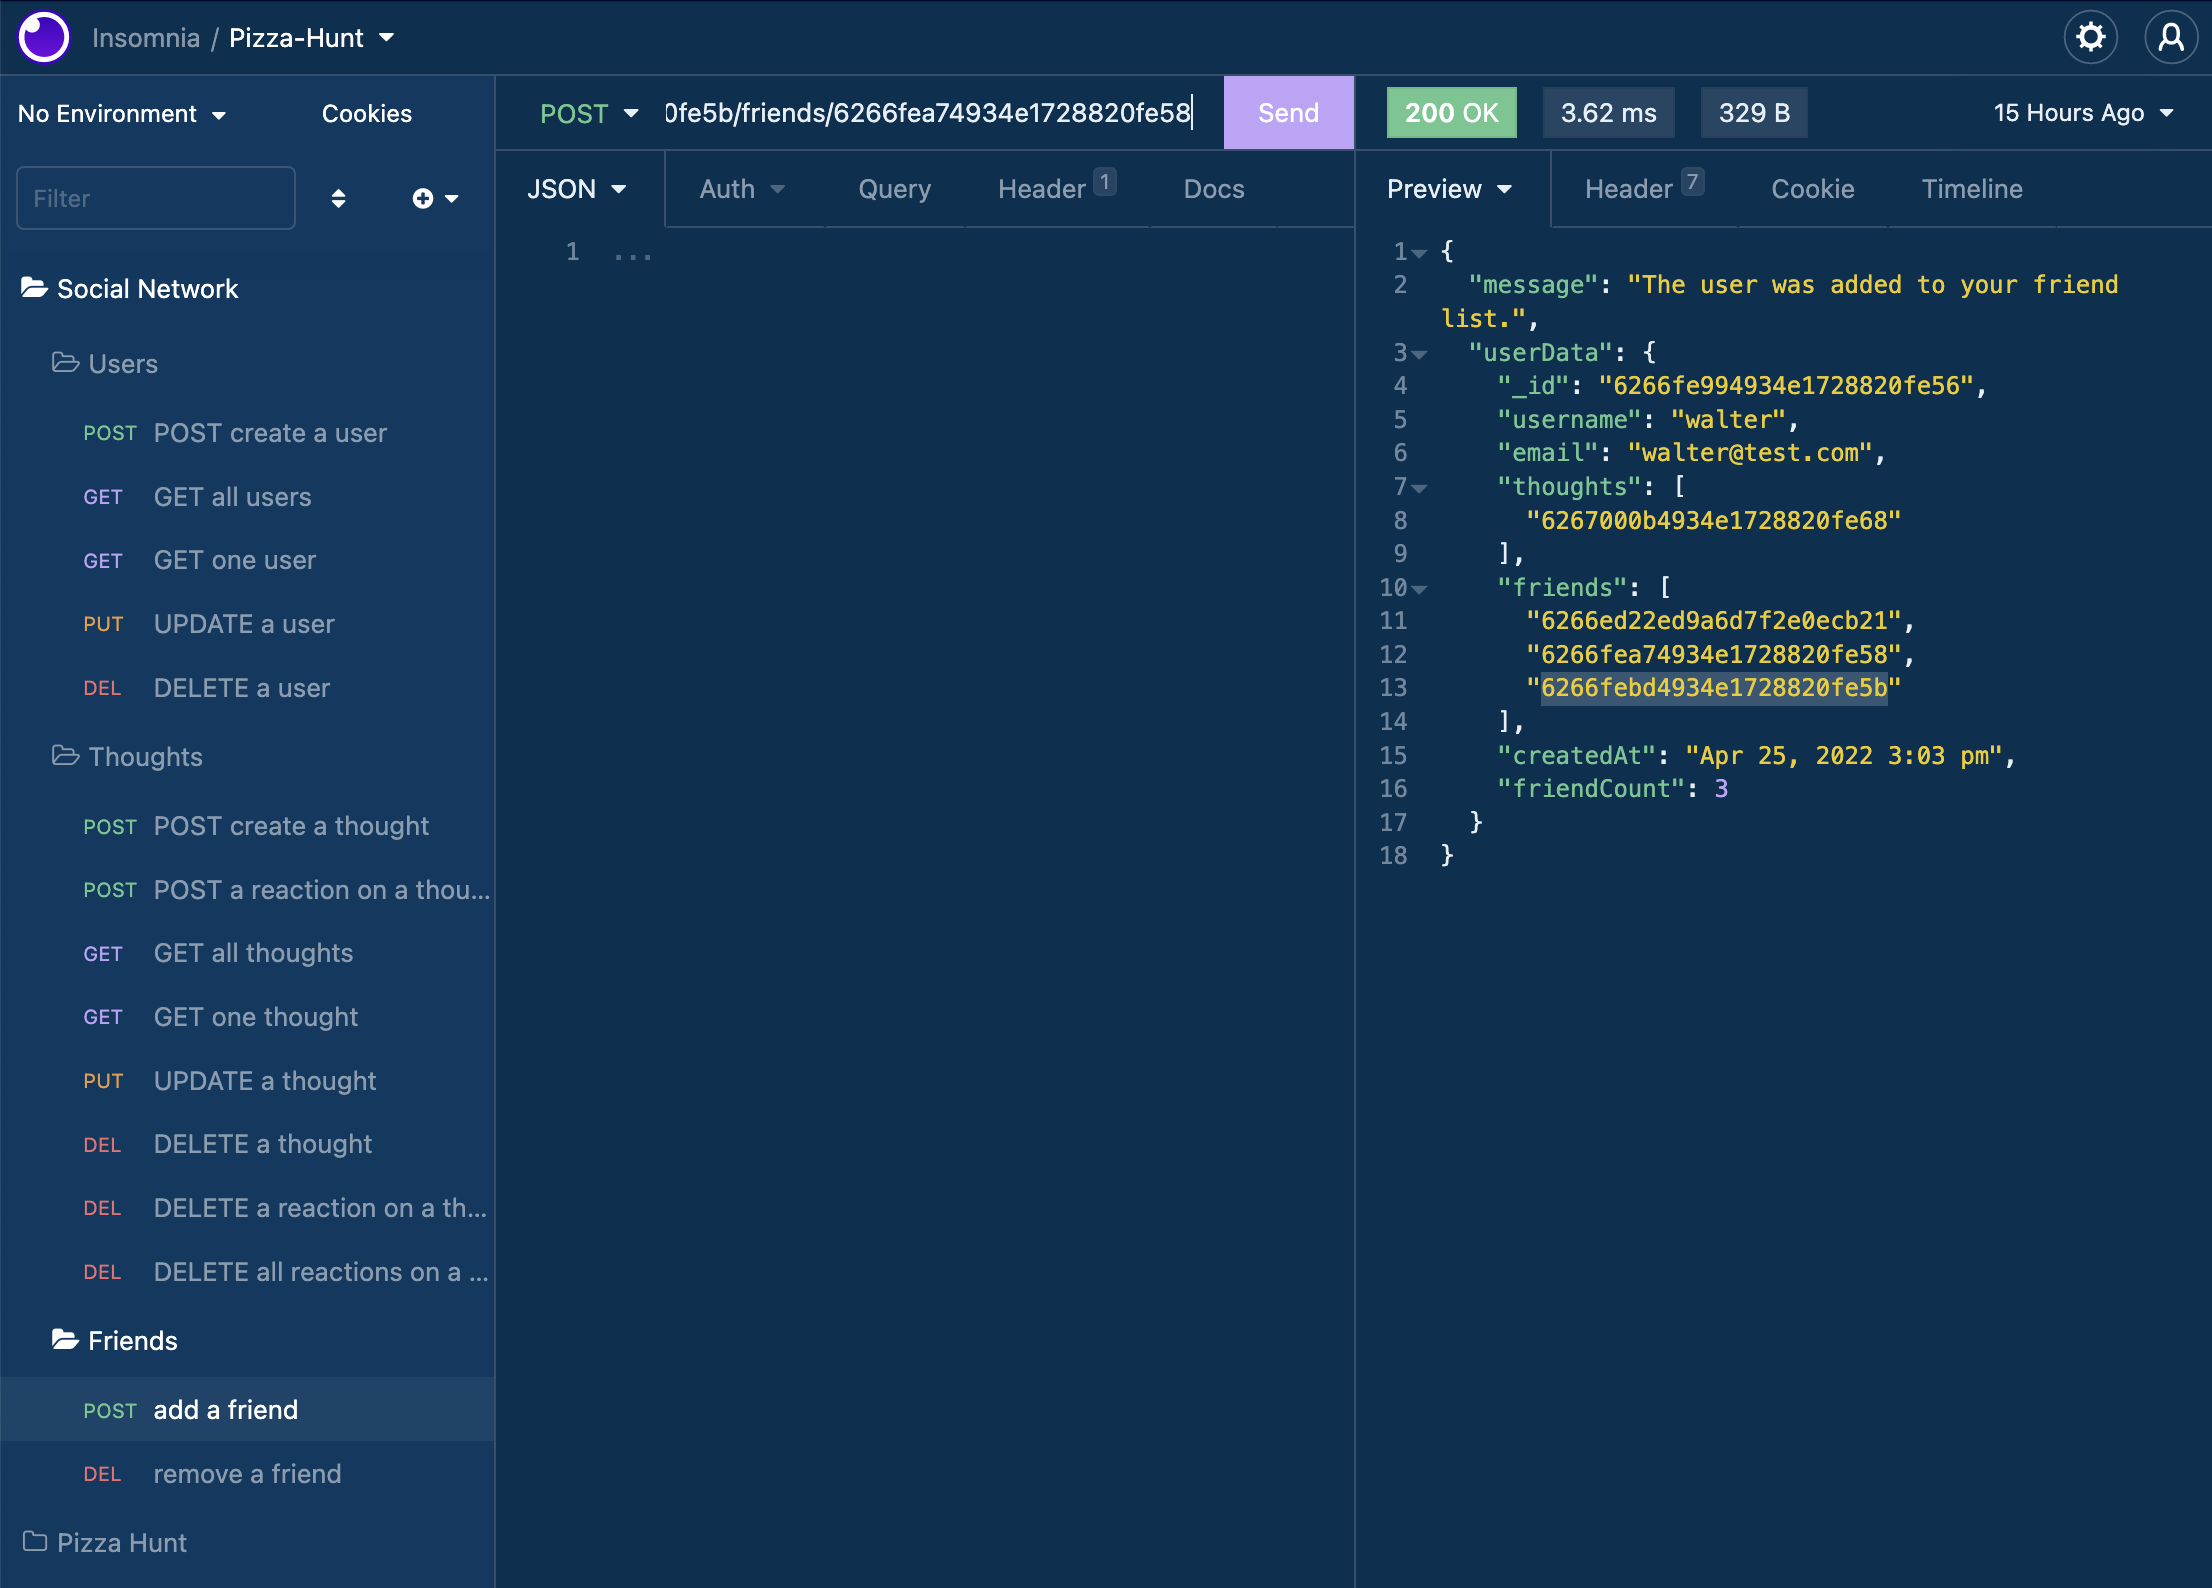 Insomnia / Pizza-Hunt
No Environment
Cookies
Filter
Social Network
Users
POST POST create a user
GET GET all users
GET GET one user
PUT UPDATE a user
DEL DELETE a user
Thoughts
POST POST create a thought
POST POST a reaction on a thou...
GET GET all thoughts
GET GET one thought
PUT UPDATE a thought
DEL DELETE a thought
DEL DELETE a reaction on a th...
DEL DELETE all reactions on a ...
Friends
POST add a friend
DEL remove a friend
Pizza Hunt
POST 0fe5b/friends/6266fea74934e1728820fe58 Send
JSON Auth Query Header 1 Docs
1 ...
200 OK 3.62 ms 329 B 15 Hours Ago
Preview Header 7 Cookie Timeline
1 {
2 "message": "The user was added to your friend
list.",
3 "userData": {
4 "_id": "6266fe994934e1728820fe56",
5 "username": "walter",
6 "email": "walter@test.com",
7 "thoughts": [
8 "6267000b4934e1728820fe68"
9 ],
10 "friends": [
11 "6266ed22ed9a6d7f2e0ecb21",
12 "6266fea74934e1728820fe58",
13 "6266febd4934e1728820fe5b"
14 ],
15 "createdAt": "Apr 25, 2022 3:03 pm",
16 "friendCount": 3
17 }
18 }